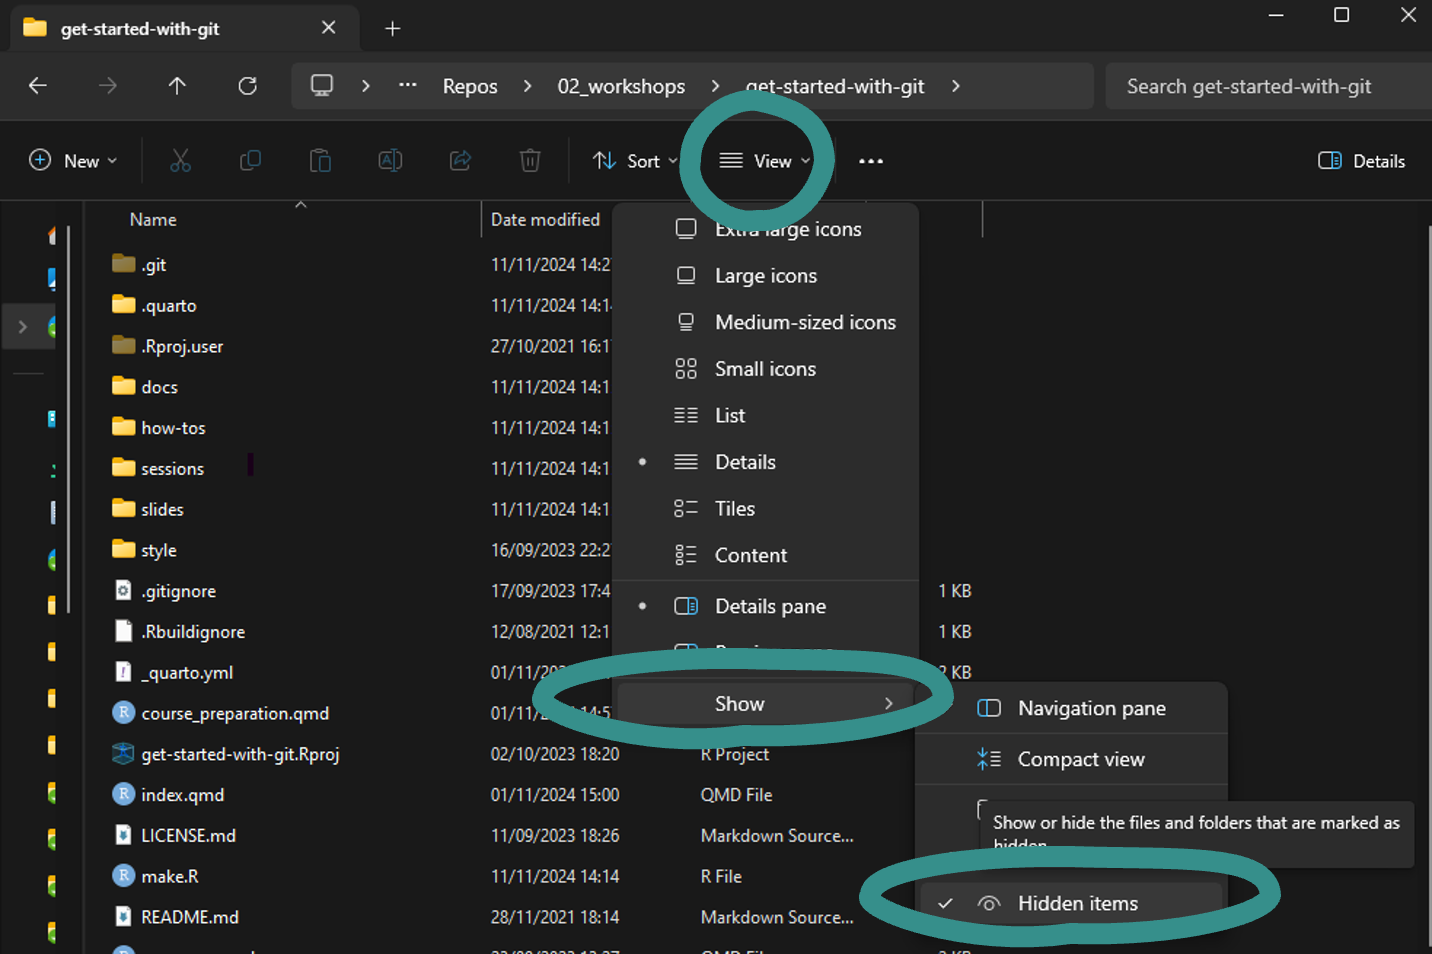 get-started-with-git
Repos > 02_workshops > get-started-with-git >
Search get-started-with-git
New
Sort
View
Details
Name
Date modified
.git 11/11/2024 14:2
.quarto 11/11/2024 14:1
.Rproj.user 27/10/2021 16:1
docs 11/11/2024 14:1
how-tos 11/11/2024 14:1
sessions 11/11/2024 14:1
slides 11/11/2024 14:1
style 16/09/2023 22:2
.gitignore 17/09/2023 17:4 1 KB
.Rbuildignore 12/08/2021 12:1 1 KB
_quarto.yml 01/11/ 2 KB
course_preparation.qmd 01/11/ 14:5
get-started-with-git.Rproj 02/10/2023 18:20 R Project
index.qmd 01/11/2024 15:00 QMD File
LICENSE.md 11/09/2023 18:26 Markdown Source...
make.R 11/11/2024 14:14 R File
README.md 28/11/2021 18:14 Markdown Source...
Extra large icons
Large icons
Medium-sized icons
Small icons
List
Details
Tiles
Content
Details pane
Show
Navigation pane
Compact view
Show or hide the files and folders that are marked as
hidden
Hidden items